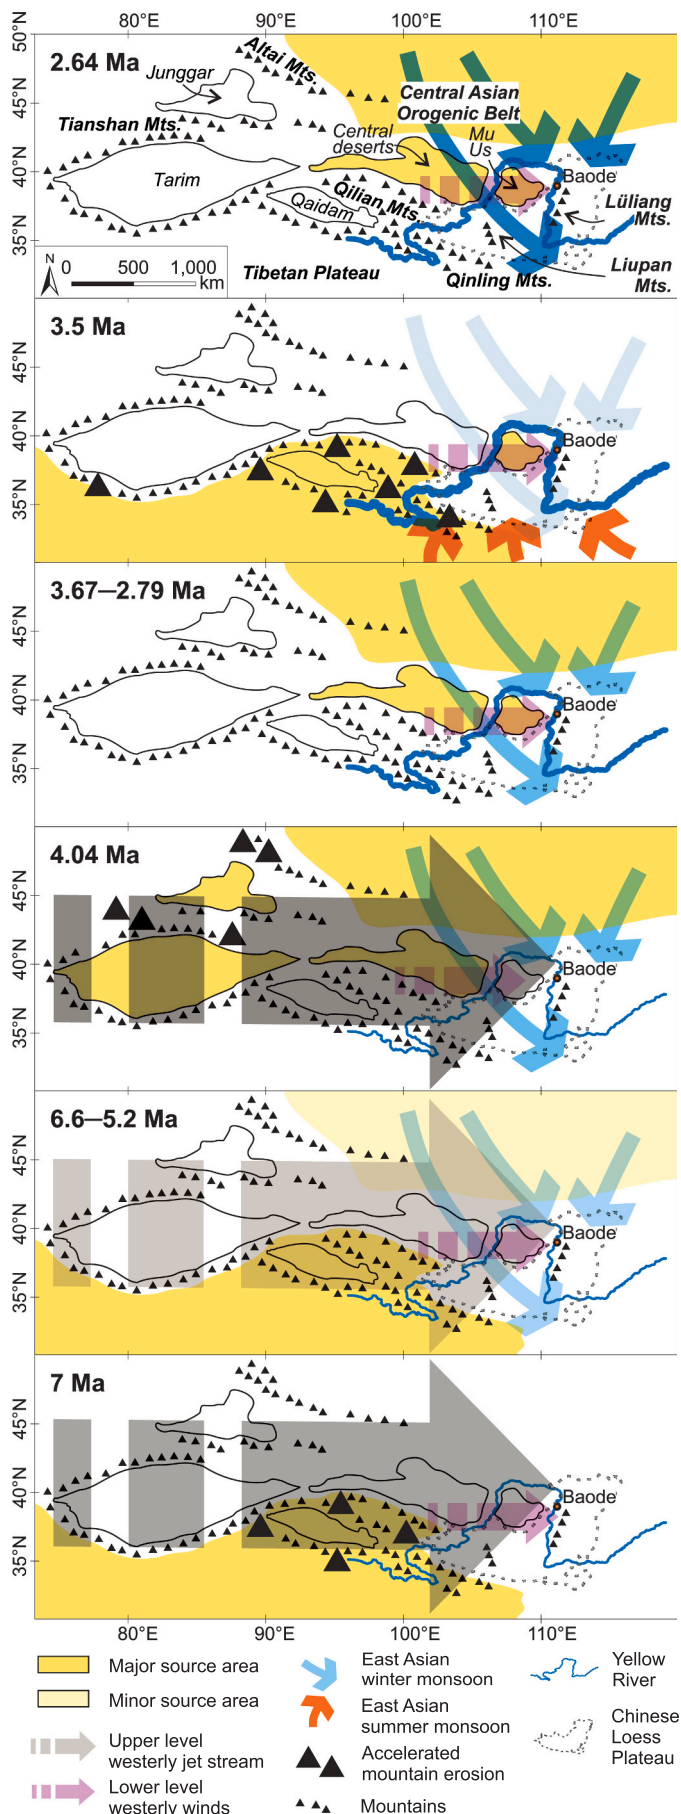 80°E 90°E 100°E 110°E
50°N
45°N
40°N
35°N
2.64 Ma
Altai Mts.
Junggar
Tianshan Mts.
Central Asian
Orogenic Belt
Central
deserts
Mu
Us
Baode
Tarim
Qilian Mts.
Qaidam
Lüliang
Mts.
Liupan
Mts.
Tibetan Plateau
Qinling Mts.
N
0 500 1,000
km
3.5 Ma
45°N
40°N
35°N
Baode
3.67–2.79 Ma
45°N
40°N
35°N
Baode
4.04 Ma
45°N
40°N
35°N
Baode
6.6–5.2 Ma
45°N
40°N
35°N
Baode
7 Ma
45°N
40°N
35°N
Baode
80°E 90°E 100°E 110°E
Major source area
Minor source area
Upper level
westerly jet stream
Lower level
westerly winds
East Asian
winter monsoon
East Asian
summer monsoon
Accelerated
mountain erosion
Mountains
Yellow
River
Chinese
Loess
Plateau